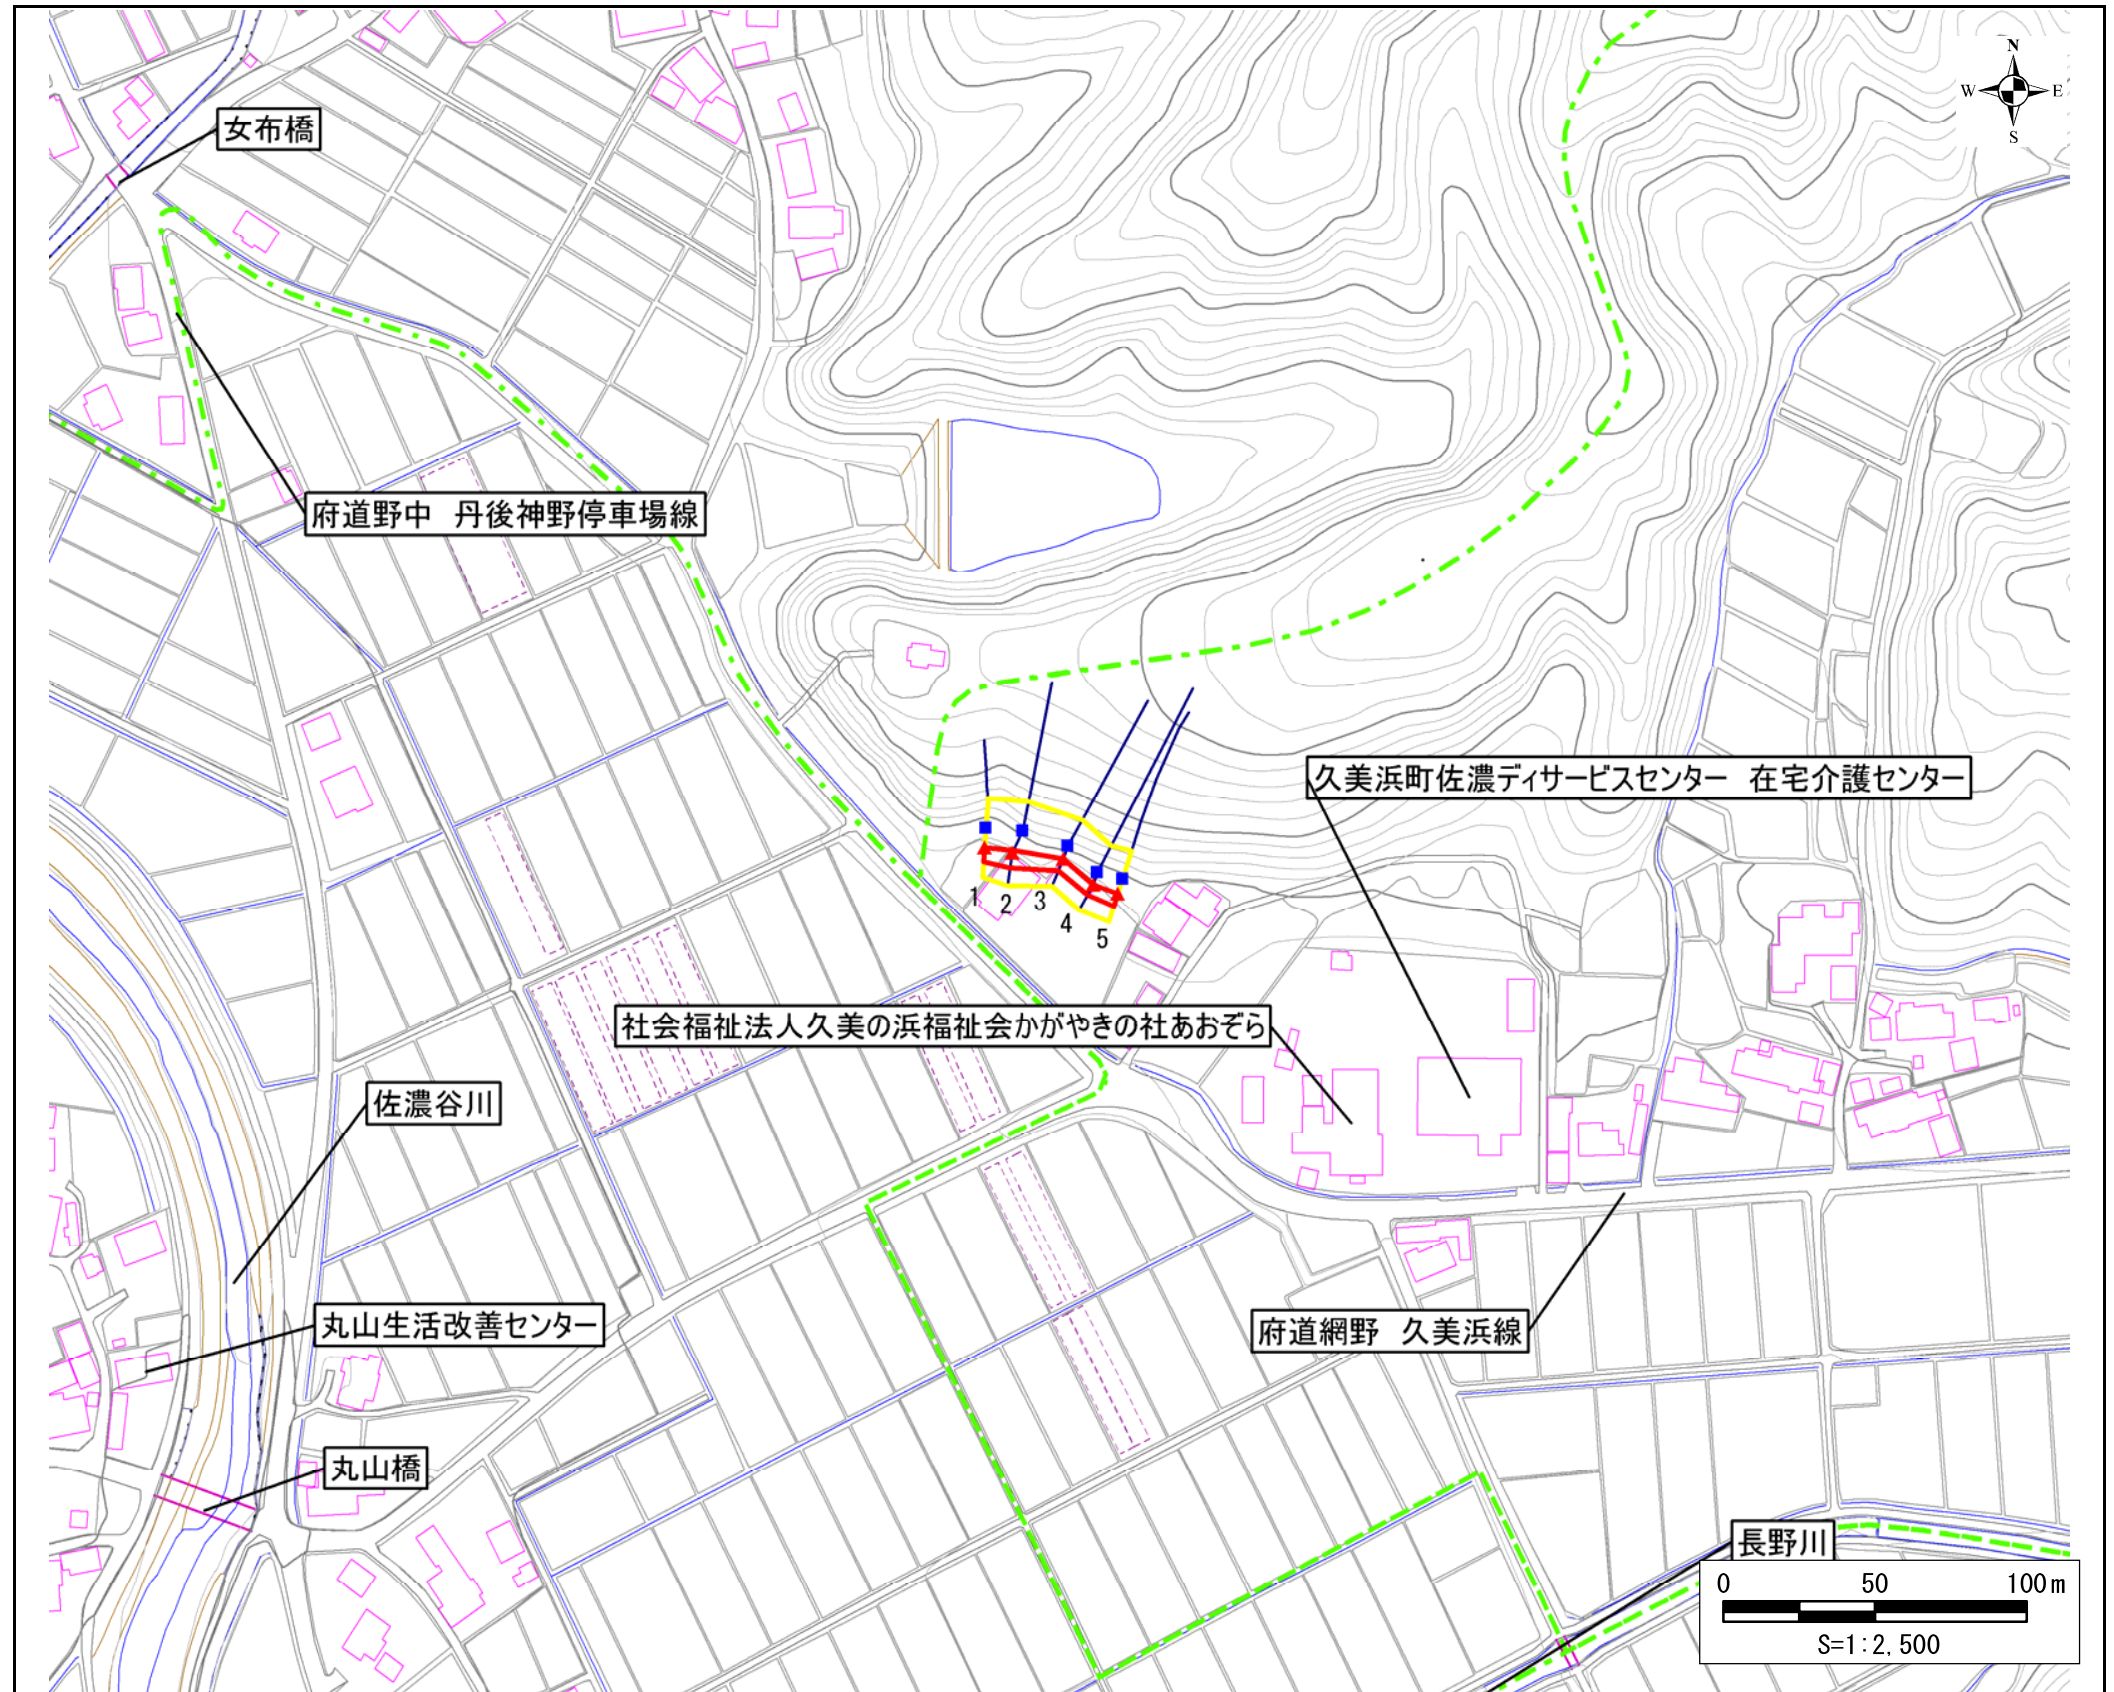 N
W E
S
女布橋
府道野中　丹後神野停車場線
久美浜町佐濃ディサービスセンター　在宅介護センター
1 2 3 4 5
社会福祉法人久美の浜福祉会かがやきの社あおぞら
佐濃谷川
丸山生活改善センター
府道網野　久美浜線
丸山橋
長野川
0 50 100m
S=1:2,500